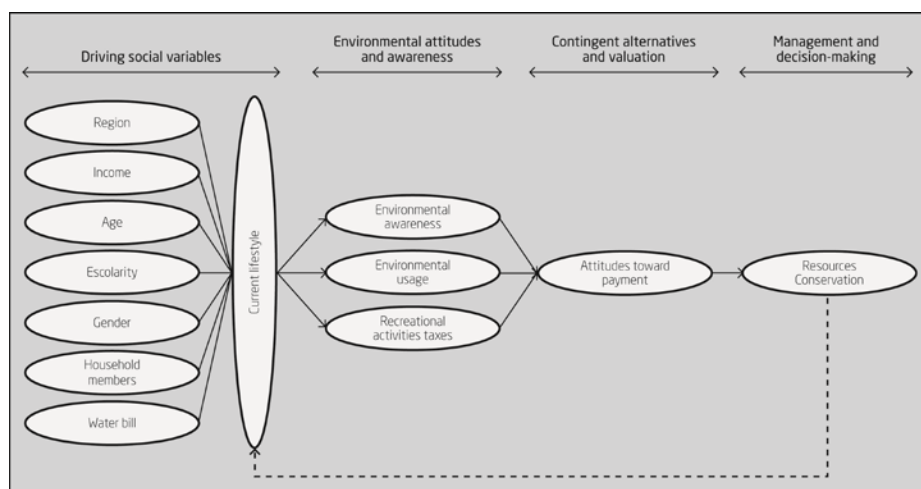 Driving social variables
Environmental attitudes
and awareness
Contingent alternatives
and valuation
Management and
decision-making
Region
Income
Age
Escolarity
Gender
Household
members
Water bill
Current lifestyle
Environmental
awareness
Environmental
usage
Recreational
activities taxes
Attitudes toward
payment
Resources
Conservation